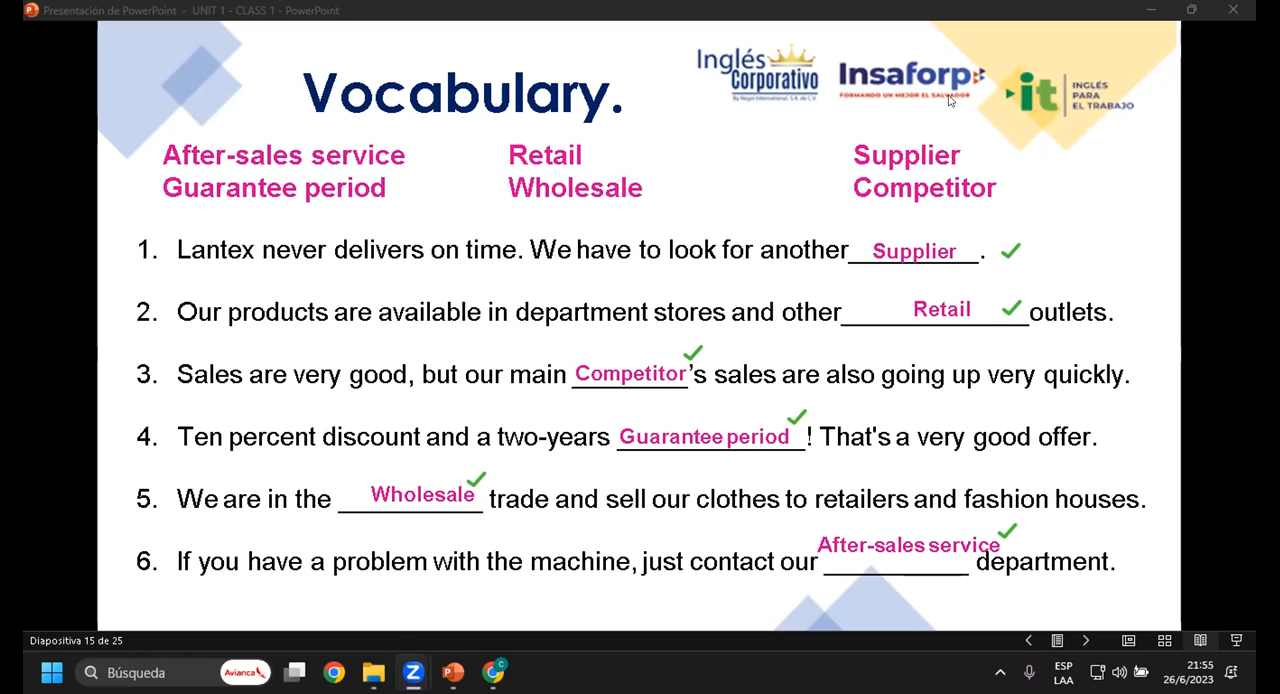 Presentación de PowerPoint - UNIT 1 - CLASS 1 - PowerPoint
Vocabulary.
Inglés
Corporativo
By Regal International, S.A. de C.V.
Insaforp
FORMANDO UN MEJOR EL SALVADOR
it
INGLÉS
PARA
EL TRABAJO
After-sales service Retail Supplier
Guarantee period Wholesale Competitor
1. Lantex never delivers on time. We have to look for another Supplier.
2. Our products are available in department stores and other Retail outlets.
3. Sales are very good, but our main Competitor's sales are also going up very quickly.
4. Ten percent discount and a two-years Guarantee period! That's a very good offer.
5. We are in the Wholesale trade and sell our clothes to retailers and fashion houses.
6. If you have a problem with the machine, just contact our After-sales service department.
Diapositiva 15 de 25
Búsqueda
Avianca
ESP
LAA
21:55
26/6/2023